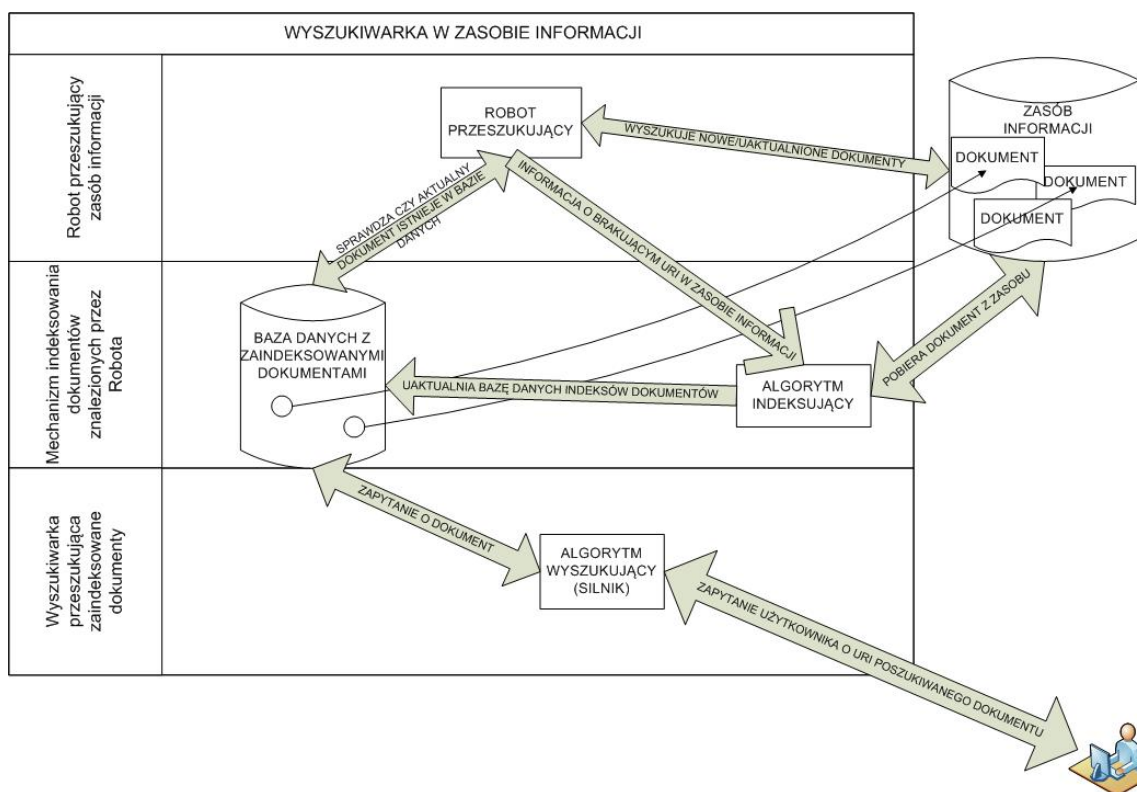 WYSZUKIWARKA W ZASOBIE INFORMACJI
Robot przeszukujący
zasób informacji
ROBOT
PRZESZUKUJĄCY
WYSZUKUJE NOWE/UAKTUALNIONE DOKUMENTY
ZASÓB
INFORMACJI
DOKUMENT
DOKUMENT
DOKUMENT
SPRAWDZA CZY AKTUALNY
DOKUMENT ISTNIEJE W BAZIE
DANYCH
INFORMACJA O BRAKUJĄCYM URI W ZASOBIE INFORMACJI
Mechanizm indeksowania
dokumentów
znalezionych przez
Robota
BAZA DANYCH Z
ZAINDEKSOWANYMI
DOKUMENTAMI
UAKTUALNIA BAZĘ DANYCH INDEKSÓW DOKUMENTÓW
ALGORYTM
INDEKSUJĄCY
POBIERA DOKUMENT Z ZASOBU
Wyszukiwarka
przeszukująca
zaindeksowane
dokumenty
ZAPYTANIE O DOKUMENT
ALGORYTM
WYSZUKUJĄCY
(SILNIK)
ZAPYTANIE UŻYTKOWNIKA O URI POSZUKIWANEGO DOKUMENTU